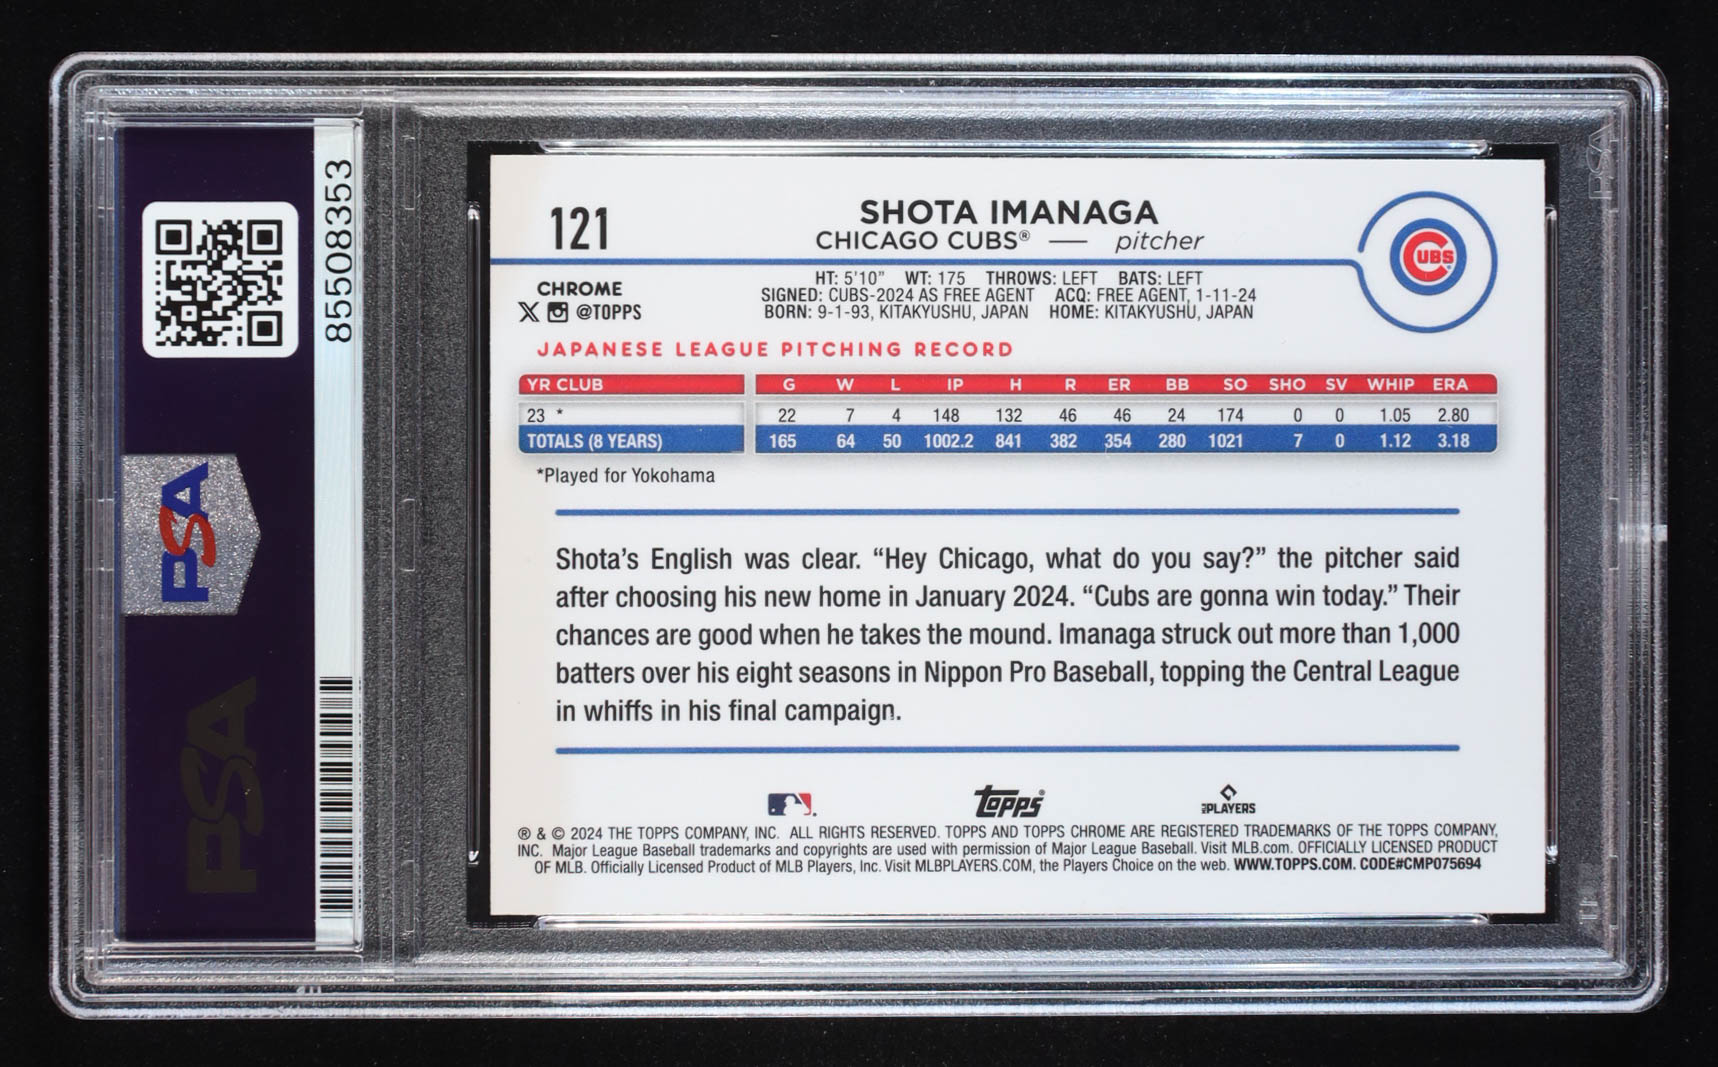 85508353
PSA
PSA
121
SHOTA IMANAGA
CHICAGO CUBS® — pitcher
CUBS
CHROME
X @TOPPS
HT: 5'10" WT: 175 THROWS: LEFT BATS: LEFT
SIGNED: CUBS-2024 AS FREE AGENT ACQ: FREE AGENT, 1-11-24
BORN: 9-1-93, KITAKYUSHU, JAPAN HOME: KITAKYUSHU, JAPAN
JAPANESE LEAGUE PITCHING RECORD
YR CLUB G W L IP H R ER BB SO SHO SV WHIP ERA
23 * 22 7 4 148 132 46 46 24 174 0 0 1.05 2.80
TOTALS (8 YEARS) 165 64 50 1002.2 841 382 354 280 1021 7 0 1.12 3.18
*Played for Yokohama
Shota's English was clear. “Hey Chicago, what do you say?” the pitcher said
after choosing his new home in January 2024. “Cubs are gonna win today.” Their
chances are good when he takes the mound. Imanaga struck out more than 1,000
batters over his eight seasons in Nippon Pro Baseball, topping the Central League
in whiffs in his final campaign.
Topps® PLAYERS
® & © 2024 THE TOPPS COMPANY, INC. ALL RIGHTS RESERVED. TOPPS AND TOPPS CHROME ARE REGISTERED TRADEMARKS OF THE TOPPS COMPANY,
INC. Major League Baseball trademarks and copyrights are used with permission of Major League Baseball. Visit MLB.com. OFFICIALLY LICENSED PRODUCT
OF MLB. Officially Licensed Product of MLB Players, Inc. Visit MLBPLAYERS.COM, the Players Choice on the web. WWW.TOPPS.COM. CODE#CMP075694
PSA